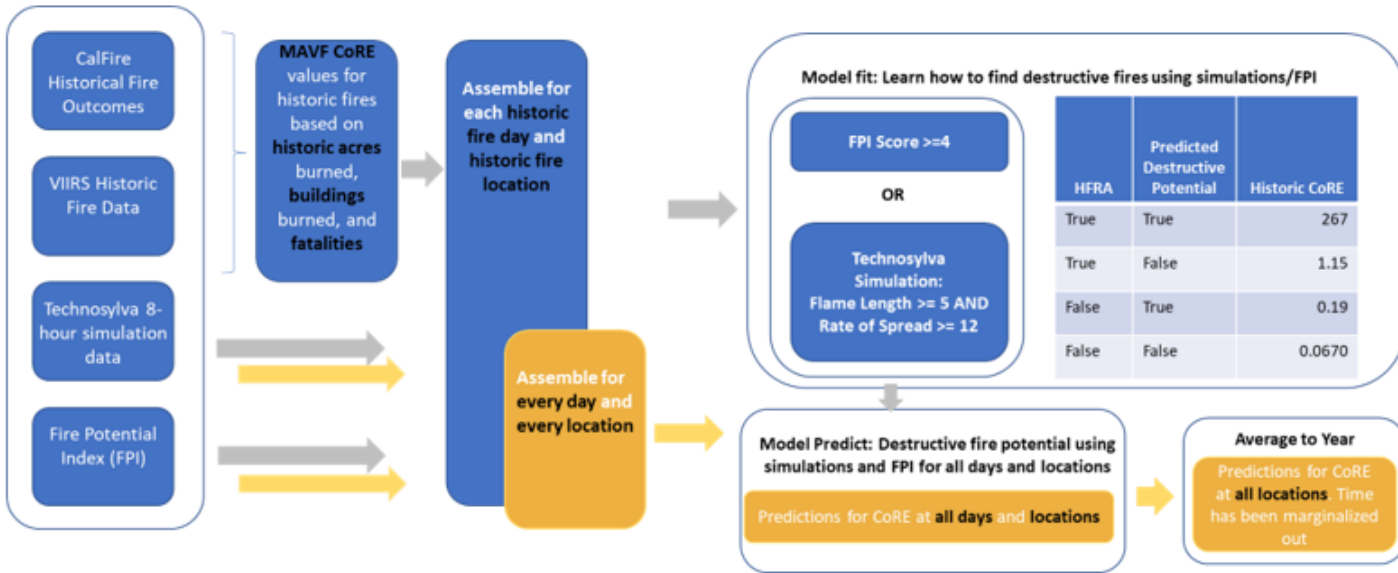 CalFire
Historical Fire
Outcomes
VIIRS Historic
Fire Data
Technosylva 8-
hour simulation
data
Fire Potential
Index (FPI)
MAVF CoRE
values for
historic fires
based on
historic acres
burned,
buildings
burned, and
fatalities
Assemble for
each historic
fire day and
historic fire
location
Assemble for
every day and
every location
Model fit: Learn how to find destructive fires using simulations/FPI
FPI Score >=4
OR
Technosylva
Simulation:
Flame Length >= 5 AND
Rate of Spread >= 12
HFRA
Predicted
Destructive
Potential
Historic CoRE
True True 267
True False 1.15
False True 0.19
False False 0.0670
Model Predict: Destructive fire potential using
simulations and FPI for all days and locations
Predictions for CoRE at all days and locations
Average to Year
Predictions for CoRE
at all locations. Time
has been marginalized
out